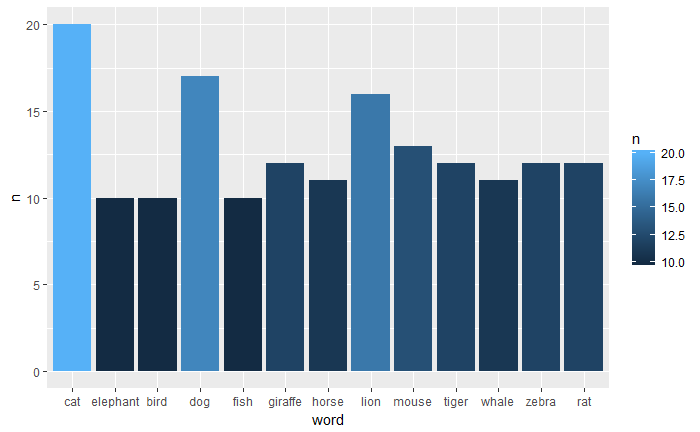 20
15
10
5
0
n
cat elephant bird dog fish giraffe horse lion mouse tiger whale zebra rat
word
n
20.0
17.5
15.0
12.5
10.0